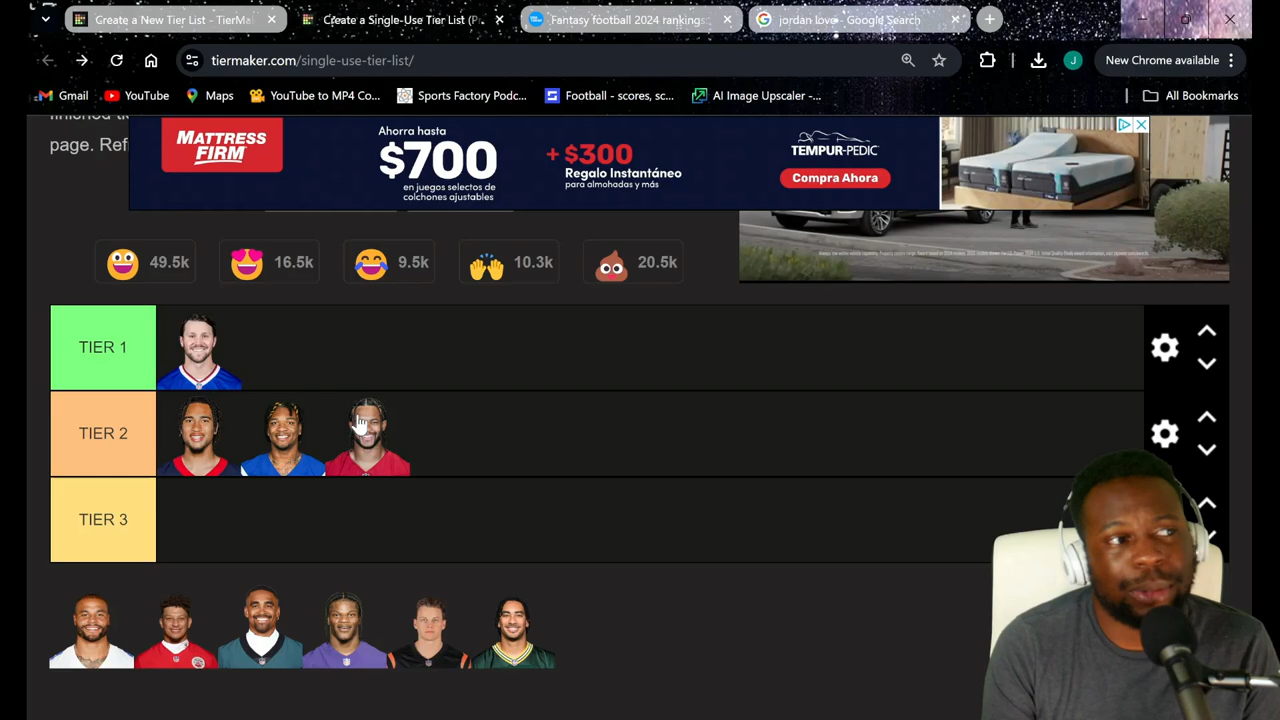 Create a New Tier List - TierMa
Create a Single-Use Tier List (P
Fantasy football 2024 rankings:
jordan love - Google Search
tiermaker.com/single-use-tier-list/
J
New Chrome available
Gmail
YouTube
Maps
YouTube to MP4 Co...
Sports Factory Podc...
Football - scores, sc...
AI Image Upscaler -...
All Bookmarks
page. Ref
MATTRESS
FIRM
Ahorra hasta
$700
en juegos selectos de
colchones ajustables
+ $300
Regalo Instantáneo
para almohadas y más
TEMPUR-PEDIC
Compra Ahora
49.5k
16.5k
9.5k
10.3k
20.5k
TIER 1
TIER 2
TIER 3